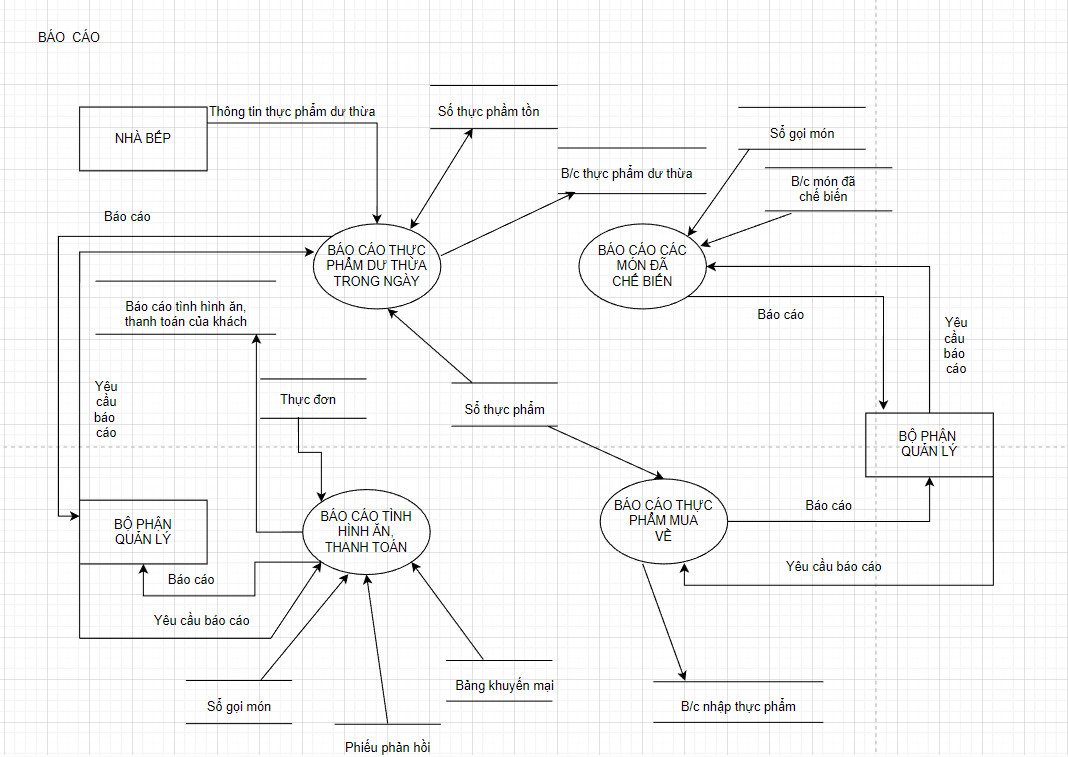 BÁO CÁO
NHÀ BẾP
Thông tin thực phẩm dư thừa
Số thực phẩm tồn
Sổ gọi món
B/c thực phẩm dư thừa
B/c món đã
chế biến
Báo cáo
BÁO CÁO THỰC
PHẨM DƯ THỪA
TRONG NGÀY
BÁO CÁO CÁC
MÓN ĐÃ
CHẾ BIẾN
Báo cáo tình hình ăn,
thanh toán của khách
Báo cáo
Yêu
cầu
báo
cáo
Yêu
cầu
báo
cáo
Thực đơn
Sổ thực phẩm
BỘ PHẬN
QUẢN LÝ
BÁO CÁO TÌNH
HÌNH ĂN,
THANH TOÁN
BÁO CÁO THỰC
PHẨM MUA
VỀ
Báo cáo
BỘ PHẬN
QUẢN LÝ
Báo cáo
Yêu cầu báo cáo
Yêu cầu báo cáo
Sổ gọi món
Bảng khuyến mại
B/c nhập thực phẩm
Phiếu phản hồi